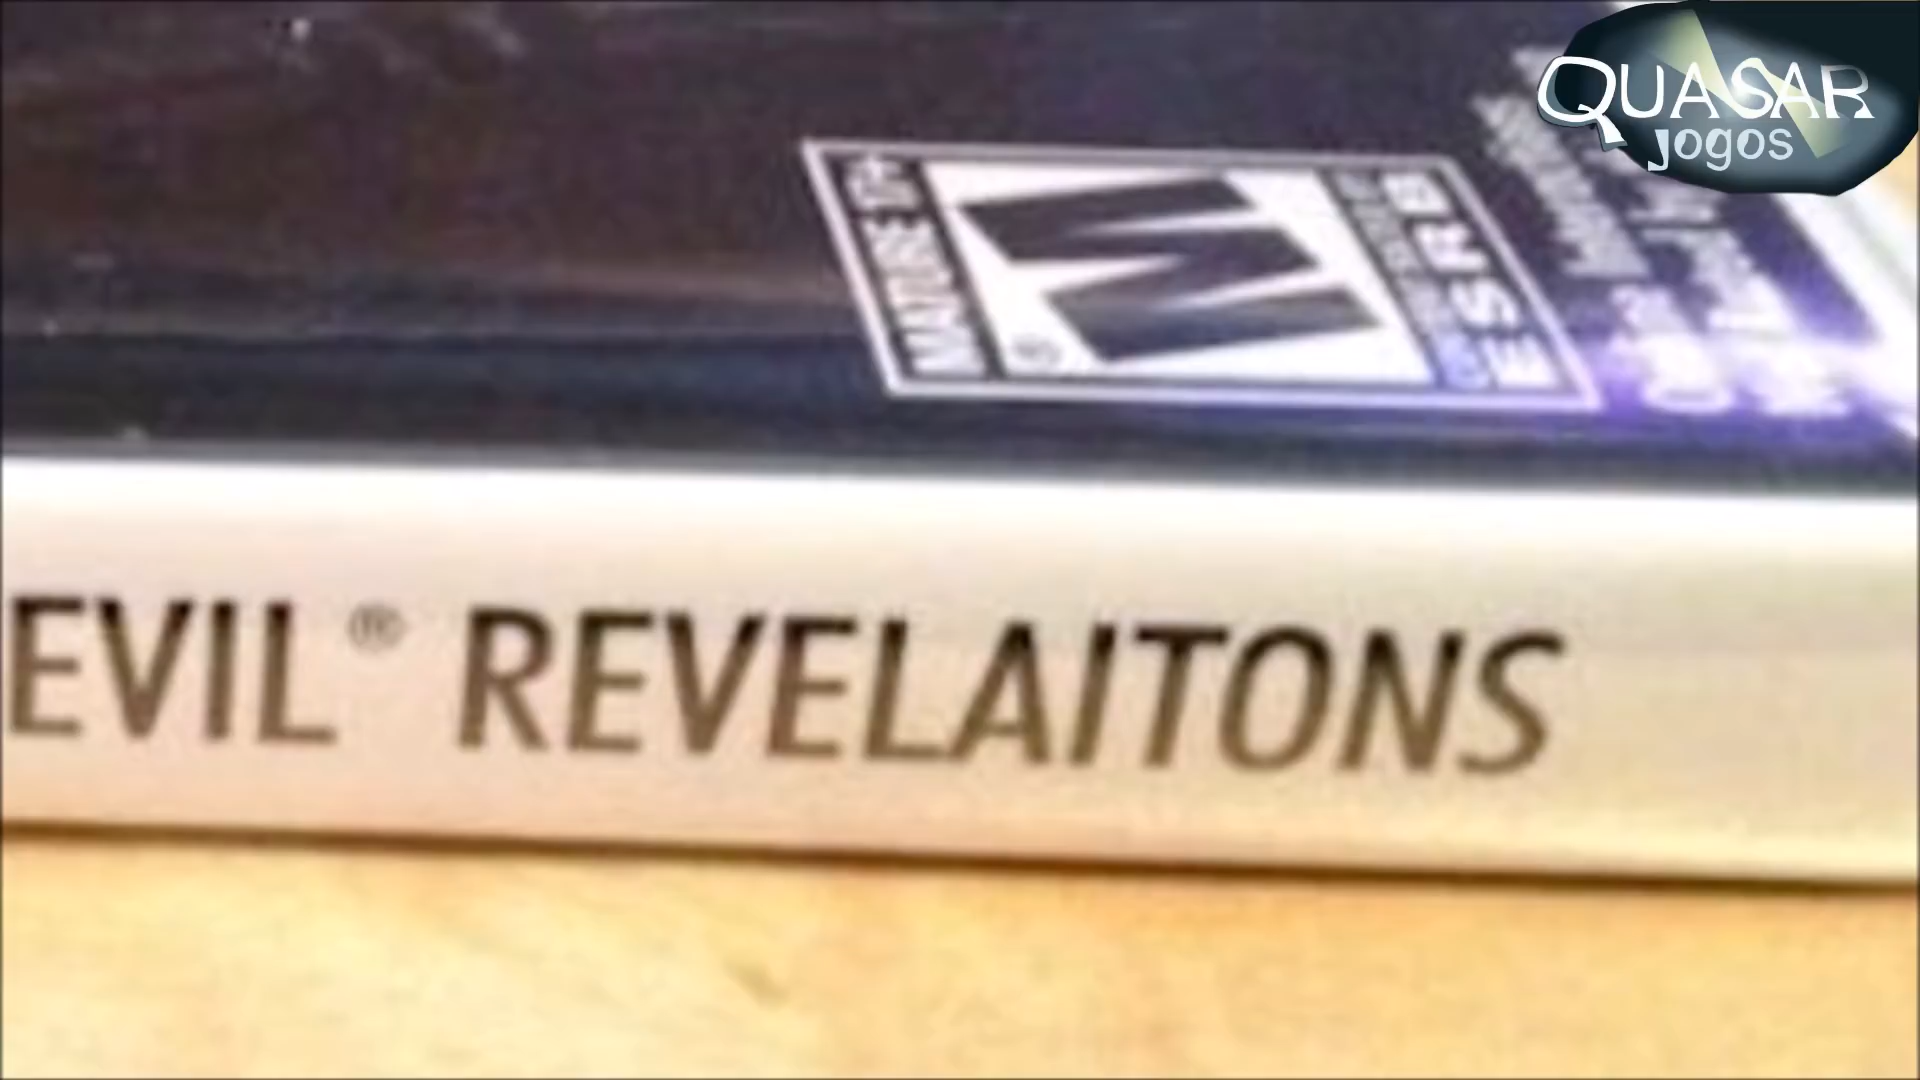 QUASAR
jogos
MATURE 17+
M
®
ESRB
EVIL® REVELAITONS